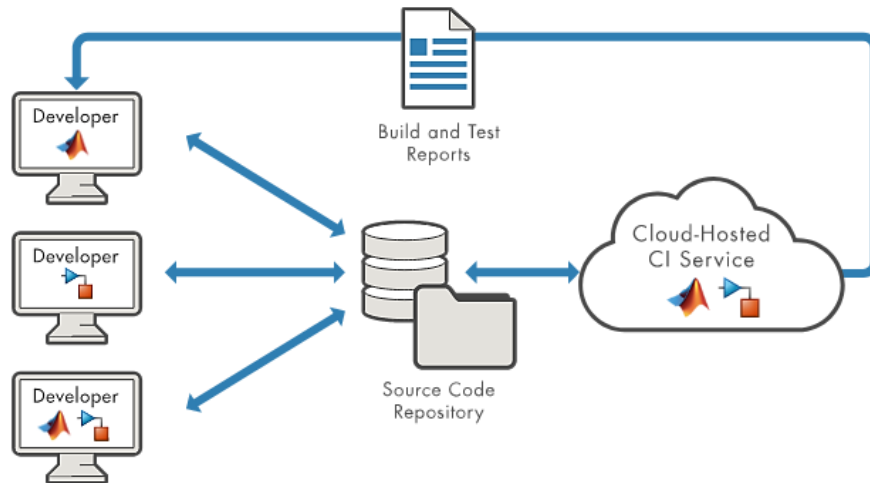 Developer
Build and Test
Reports
Developer
Cloud-Hosted
CI Service
Developer
Source Code
Repository